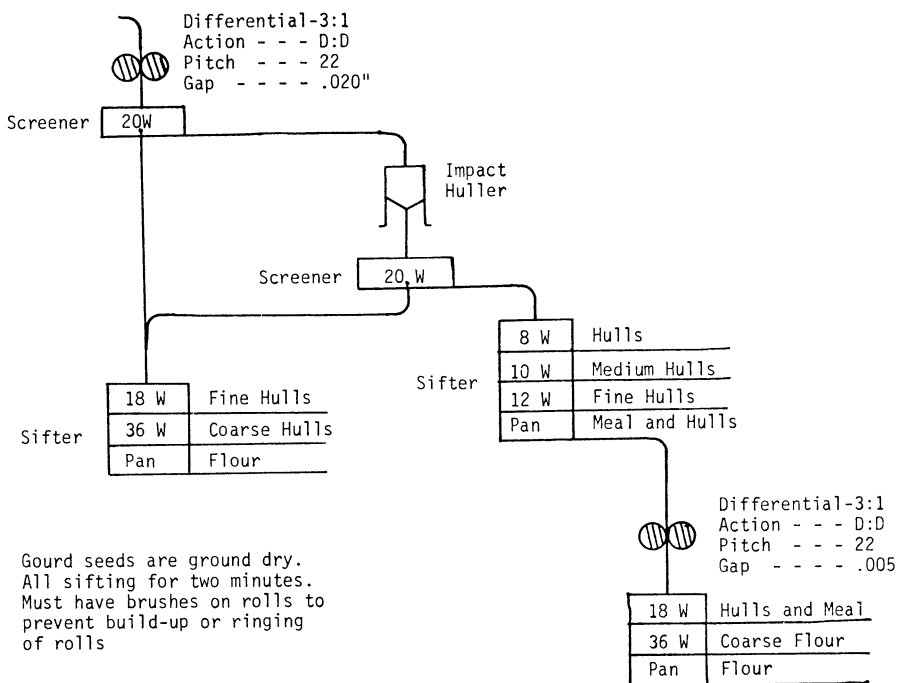 Differential-3:1
Action - - - D:D
Pitch - - - 22
Gap - - - - .020"
Screener
20W
Impact
Huller
Screener
20 W
8 W Hulls
10 W Medium Hulls
12 W Fine Hulls
Pan Meal and Hulls
Sifter
18 W Fine Hulls
36 W Coarse Hulls
Pan Flour
Sifter
Differential-3:1
Action - - - D:D
Pitch - - - 22
Gap - - - - .005
18 W Hulls and Meal
36 W Coarse Flour
Pan Flour
Gourd seeds are ground dry.
All sifting for two minutes.
Must have brushes on rolls to
prevent build-up or ringing
of rolls